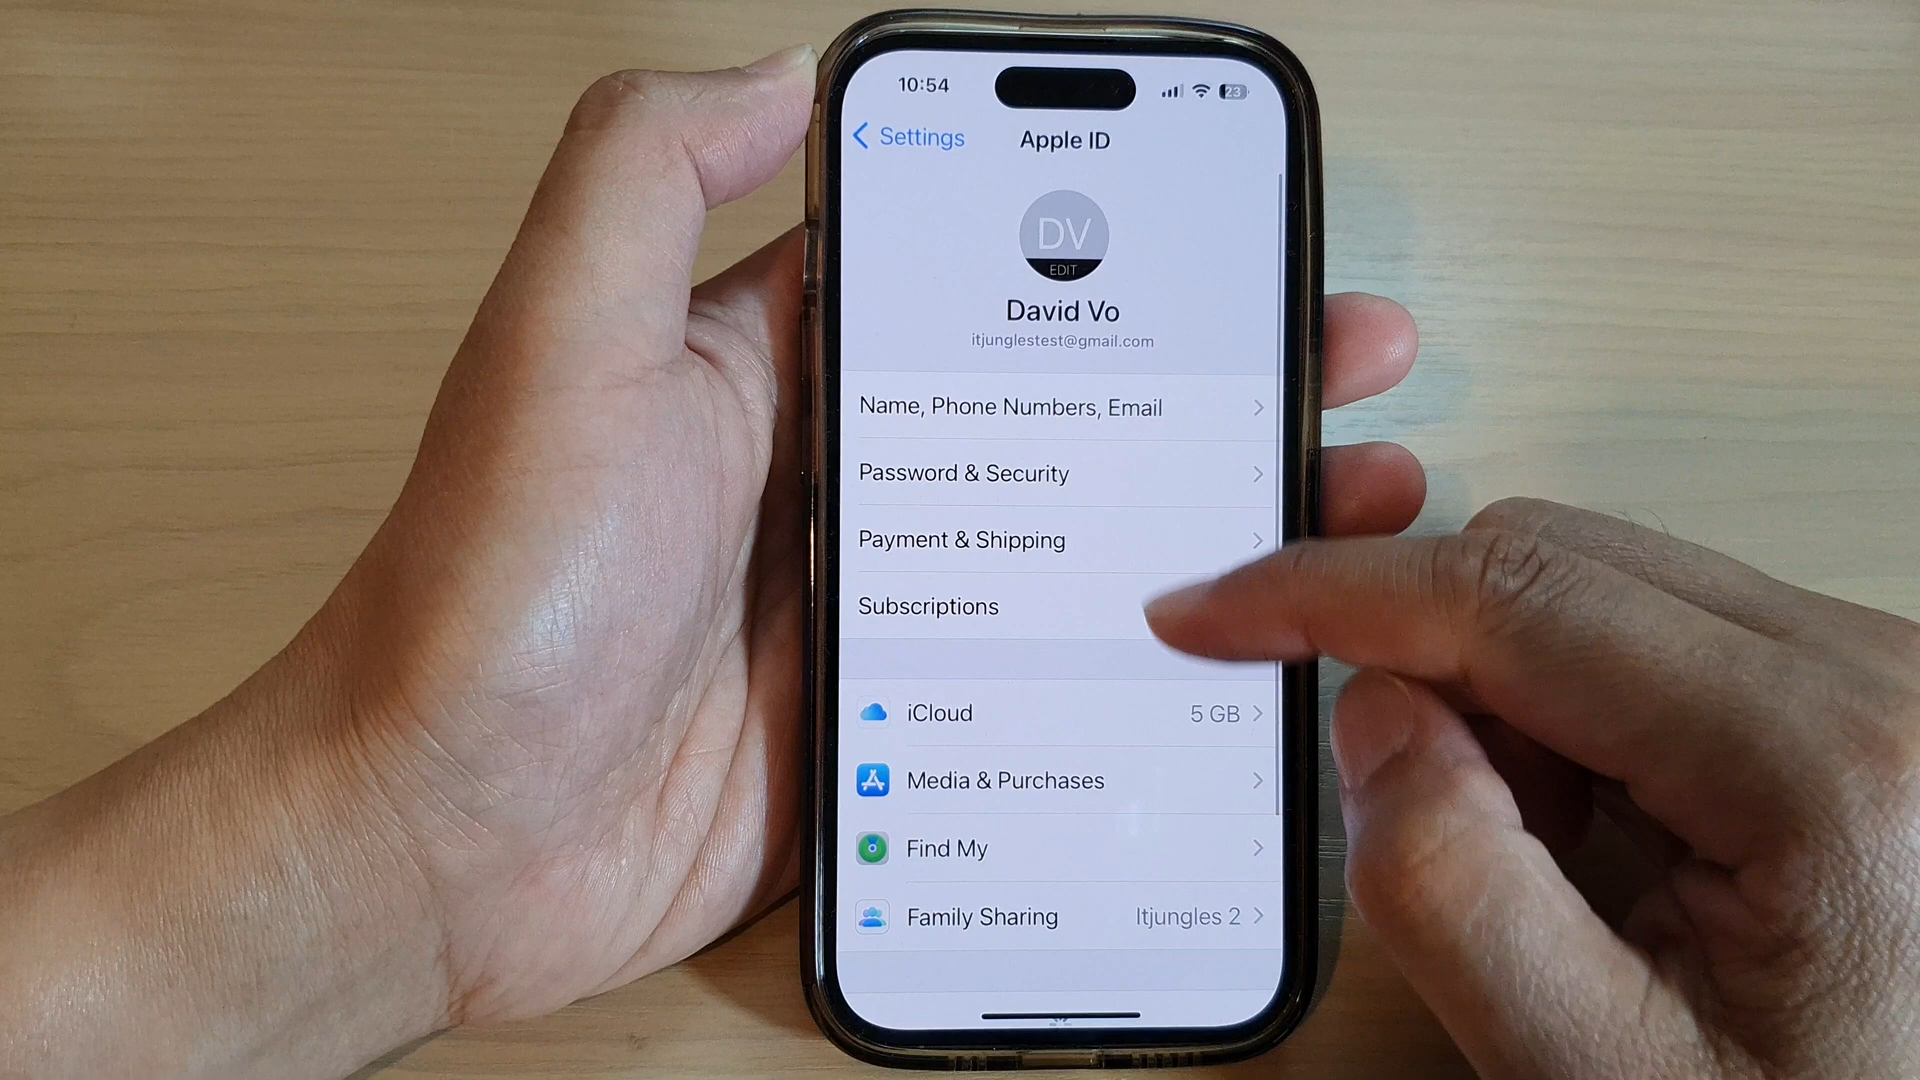 10:54
23
Settings
Apple ID
DV
EDIT
David Vo
itjunglestest@gmail.com
Name, Phone Numbers, Email
Password & Security
Payment & Shipping
Subscriptions
iCloud 5 GB
Media & Purchases
Find My
Family Sharing Itjungles 2